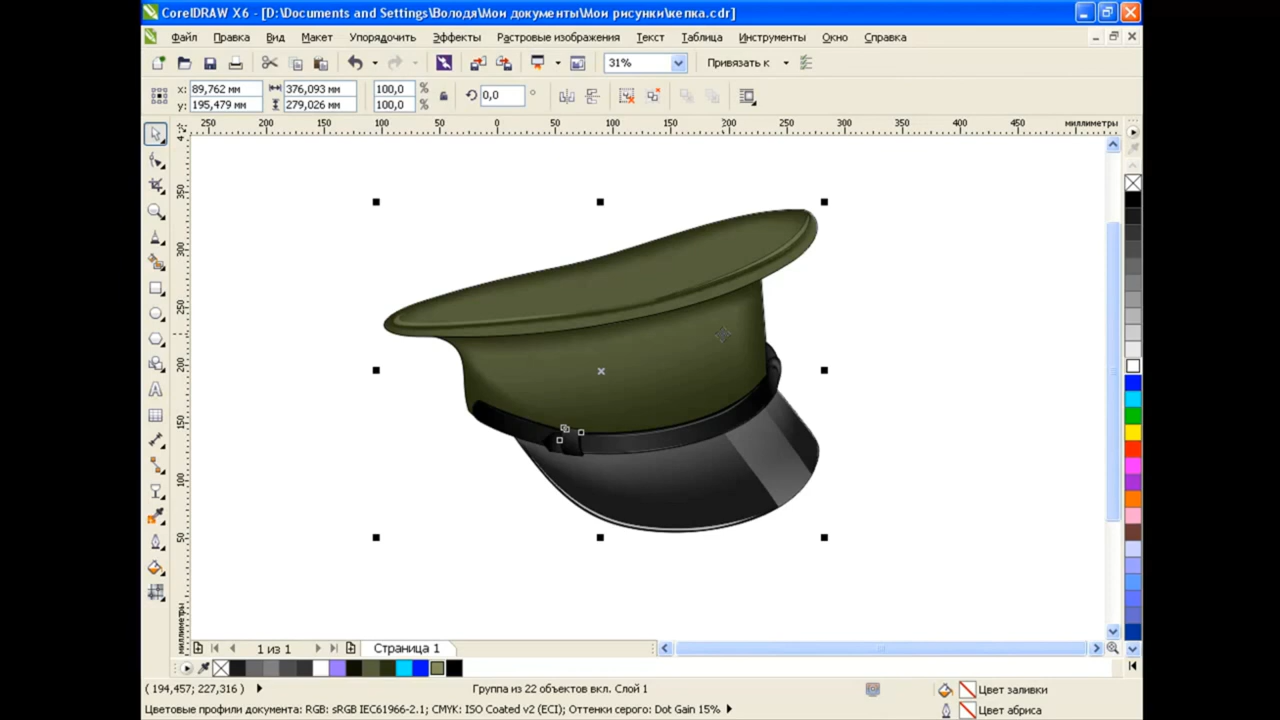 CorelDRAW X6 - [D:\Documents and Settings\Володя\Мои документы\Мои рисунки\кепка.cdr]
Файл Правка Вид Макет Упорядочить Эффекты Растровые изображения Текст Таблица Инструменты Окно Справка
31% Привязать к
x: 89,762 мм 376,093 мм 100,0 % 0,0 °
y: 195,479 мм 279,026 мм 100,0 %
250 200 150 100 50 0 50 100 150 200 250 300 350 400 450 миллиметры
350
300
250
200
150
100
50
миллиметры
1 из 1 Страница 1
( 194,457; 227,316 ) Группа из 22 объектов вкл. Слой 1 Цвет заливки
Цветовые профили документа: RGB: sRGB IEC61966-2.1; CMYK: ISO Coated v2 (ECI); Оттенки серого: Dot Gain 15% Цвет абриса